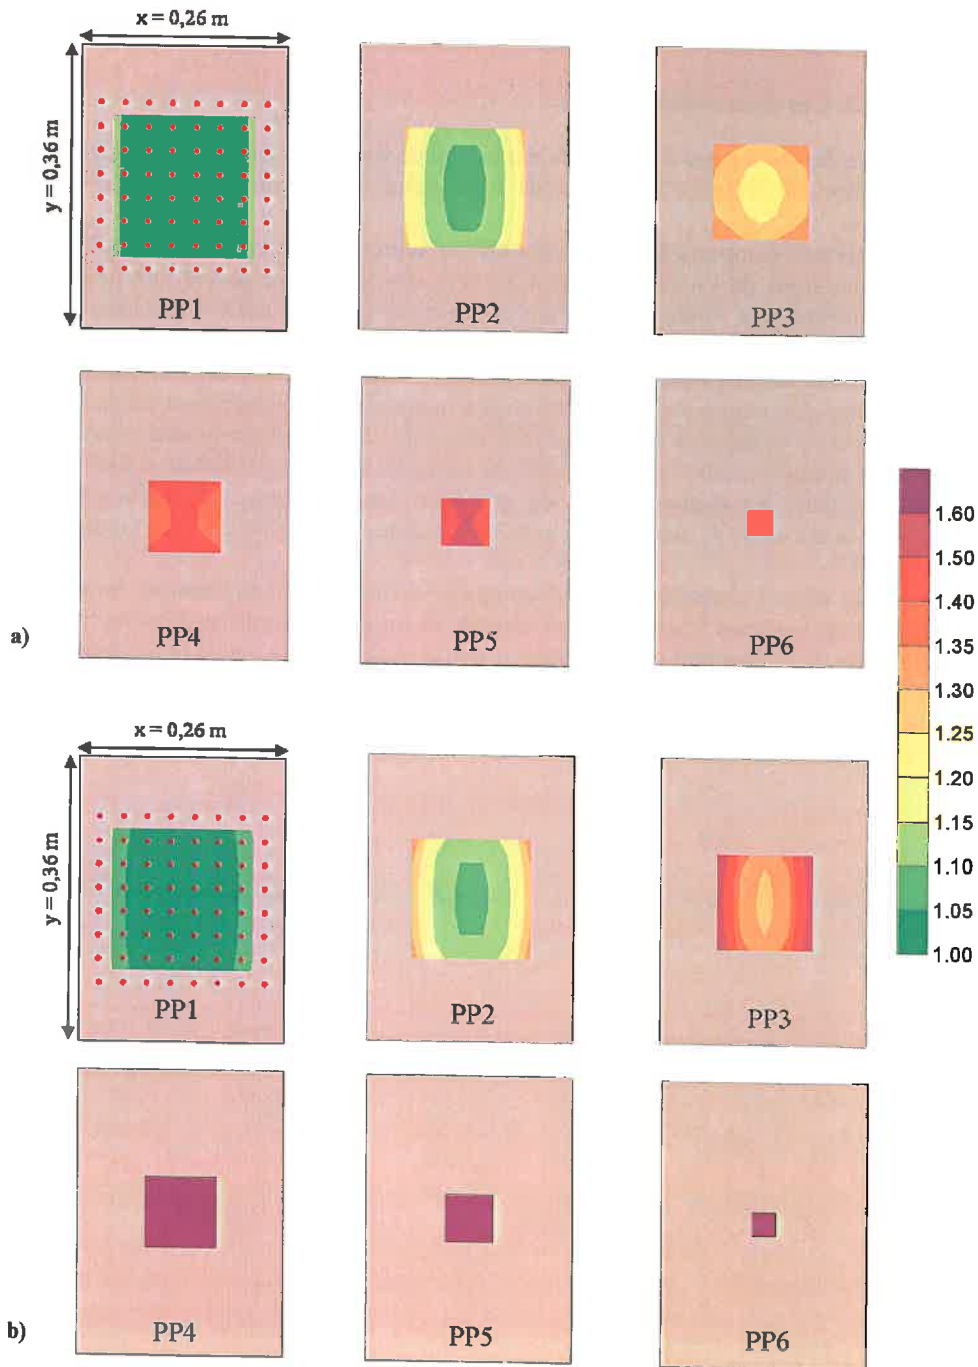 x = 0,26 m
y = 0,36 m
PP1
PP2
PP3
a)
PP4
PP5
PP6
1.60
1.50
1.40
1.35
1.30
1.25
1.20
1.15
1.10
1.05
1.00
x = 0,26 m
y = 0,36 m
PP1
PP2
PP3
b)
PP4
PP5
PP6